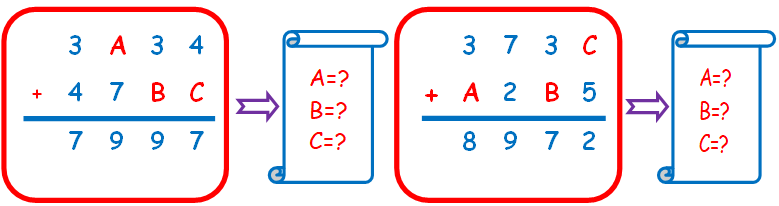 3 A 3 4
+ 4 7 B C
7 9 9 7
A=?
B=?
C=?
3 7 3 C
+ A 2 B 5
8 9 7 2
A=?
B=?
C=?